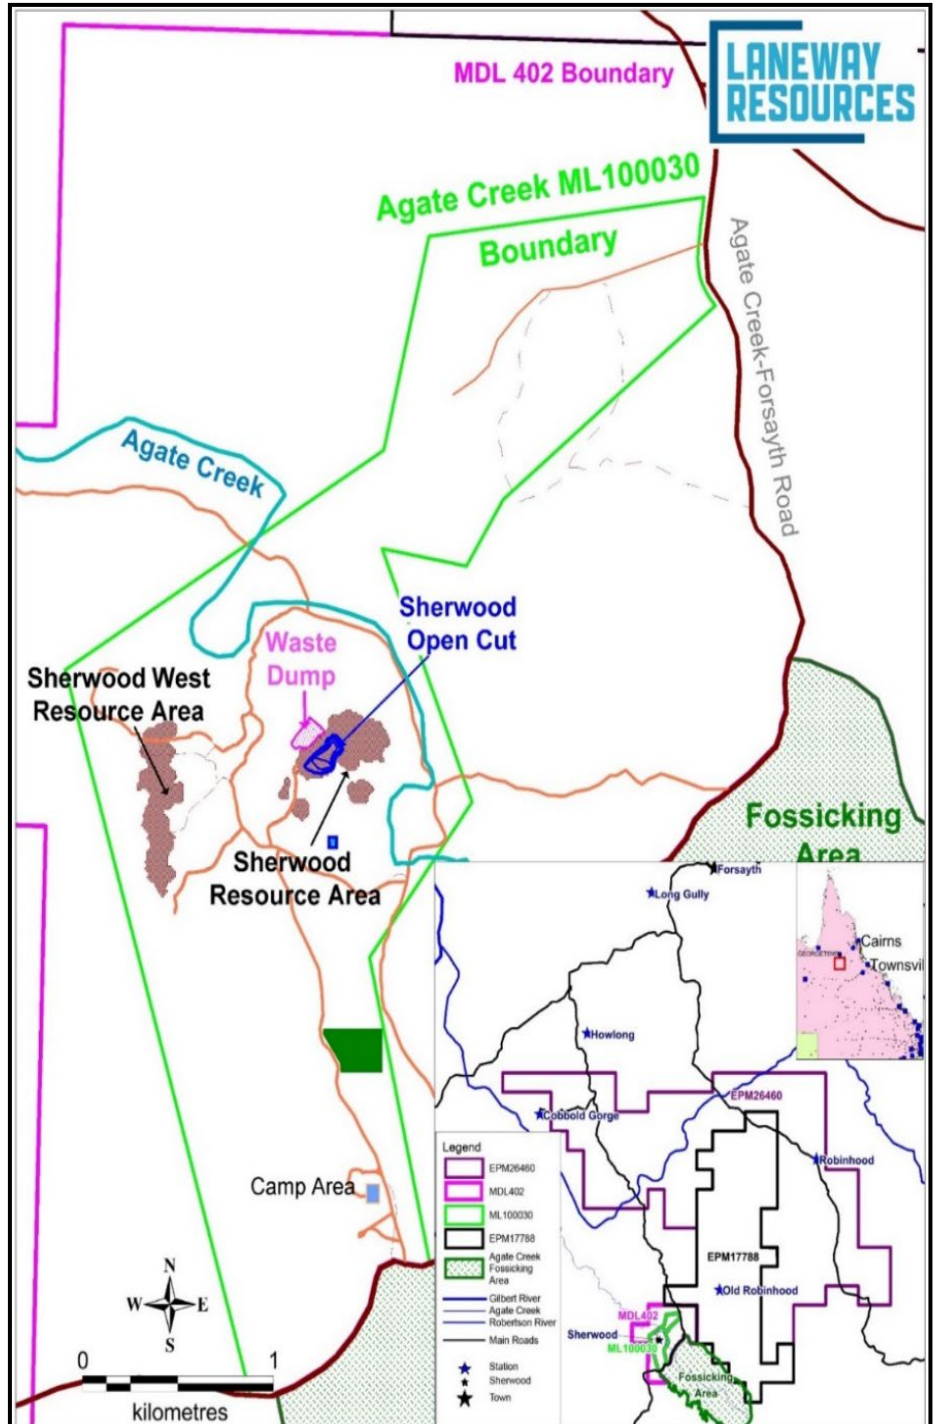 LANEWAY
RESOURCES
MDL 402 Boundary
Agate Creek ML100030
Boundary
Agate Creek-Forsayth Road
Agate Creek
Sherwood
Open Cut
Waste
Dump
Sherwood West
Resource Area
Fossicking
Area
Sherwood
Resource Area
Camp Area
N
W
E
S
0
1
kilometres
Forsayth
Long Gully
Howlong
Cobbold Gorge
EPM26460
Robinhood
EPM17788
Old Robinhood
MDL402
Sherwood
ML100030
Fossicking
Area
GEORGETOWN
Cairns
Townsvil
Legend
EPM26460
MDL402
ML100030
EPM17788
Agate Creek
Fossicking
Area
Gilbert River
Agate Creek
Robertson River
Main Roads
Station
Sherwood
Town